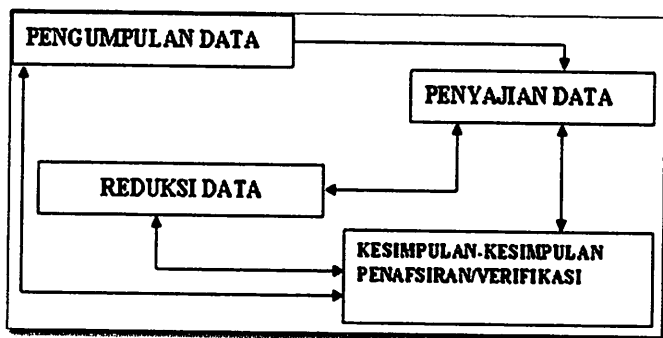 PENGUMPULAN DATA
PENYAJIAN DATA
REDUKSI DATA
KESIMPULAN-KESIMPULAN
PENAFSIRAN/VERIFIKASI